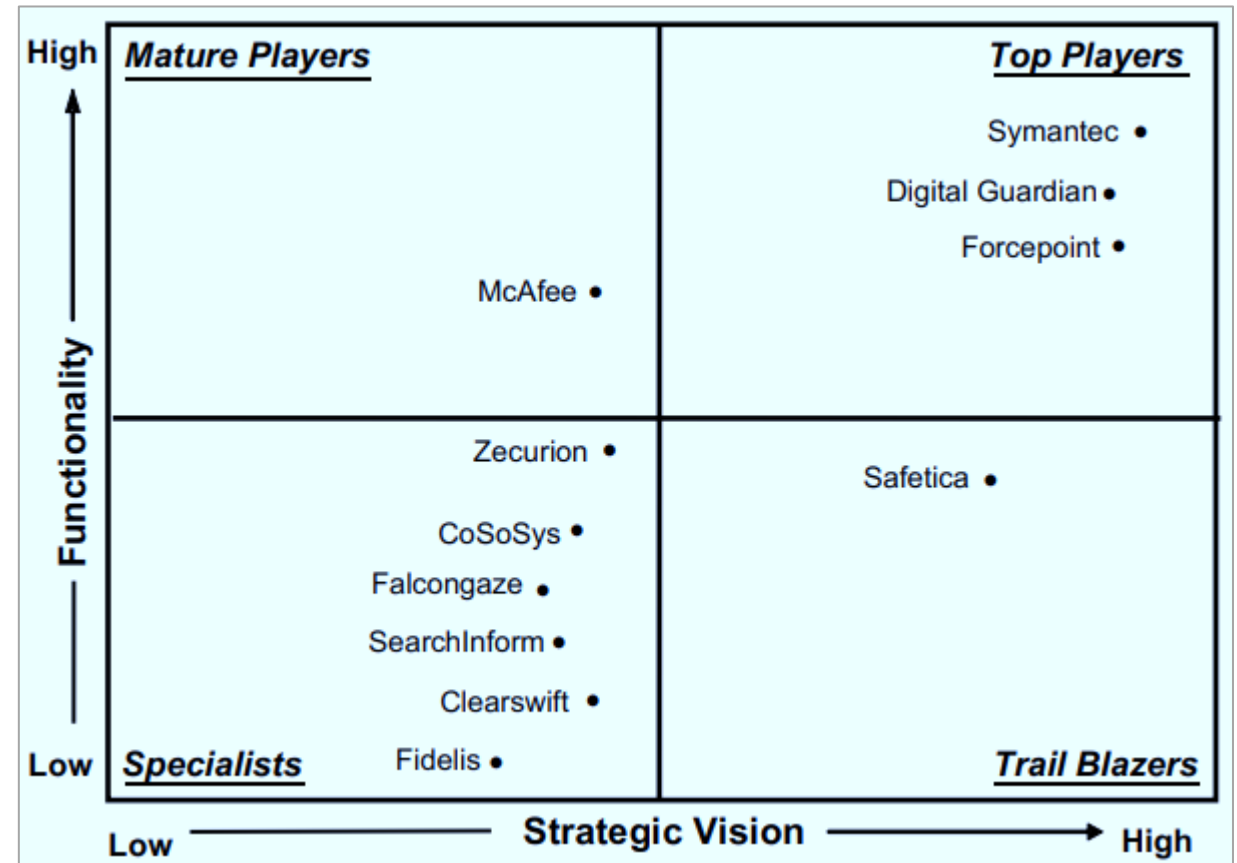 High
Mature Players
Top Players
Symantec
Digital Guardian
Forcepoint
McAfee
Functionality
Zecurion
Safetica
CoSoSys
Falcongaze
SearchInform
Clearswift
Fidelis
Low
Specialists
Trail Blazers
Low
Strategic Vision
High